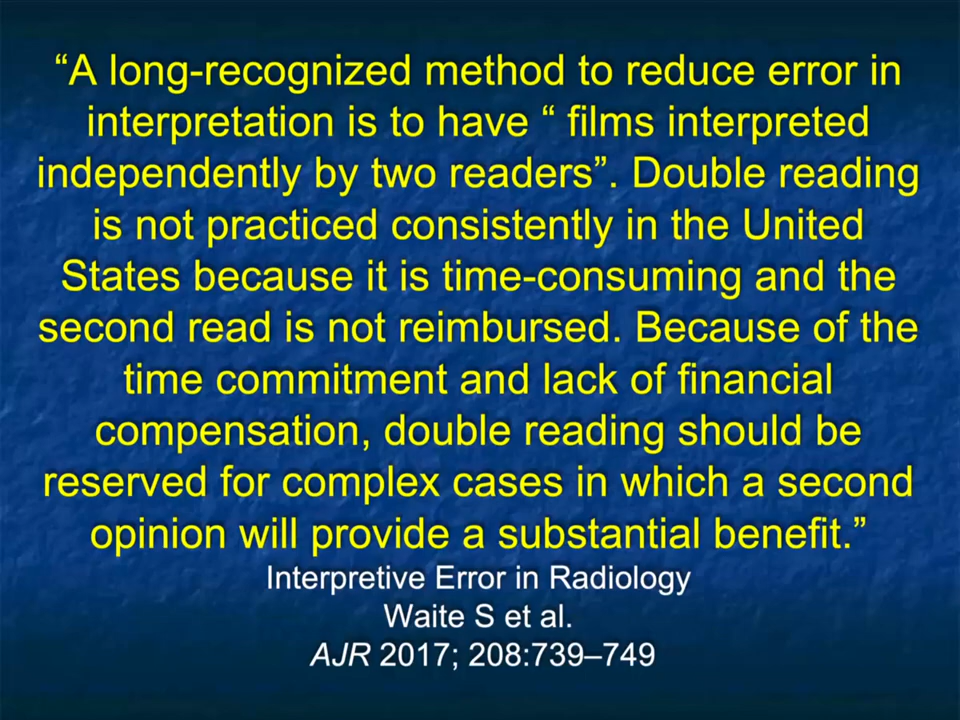 “A long-recognized method to reduce error in
interpretation is to have “ films interpreted
independently by two readers”. Double reading
is not practiced consistently in the United
States because it is time-consuming and the
second read is not reimbursed. Because of the
time commitment and lack of financial
compensation, double reading should be
reserved for complex cases in which a second
opinion will provide a substantial benefit.”
Interpretive Error in Radiology
Waite S et al.
AJR 2017; 208:739–749